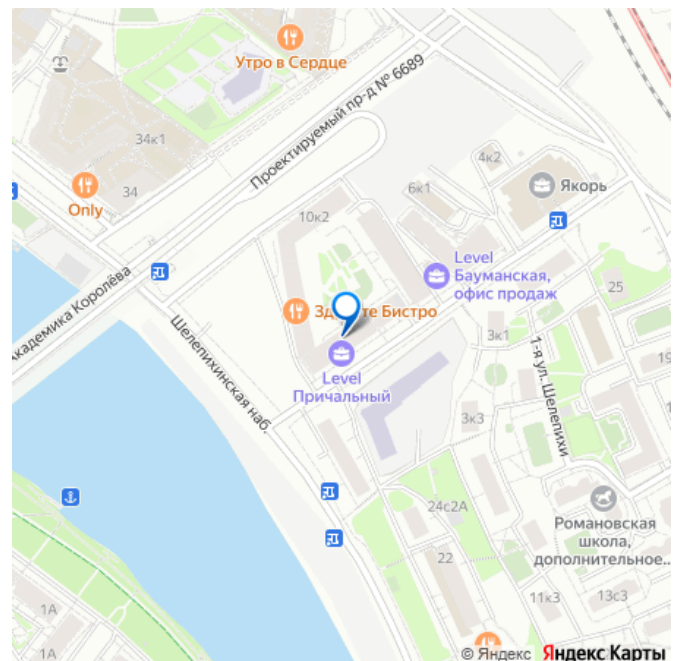 Утро в Сердце
Проектируемый пр-д № 6689
34к1
34
Only
4к2
6к1
Якорь
10к2
Level
Бауманская,
офис продаж
25
Академика Королёва
Шелепихинская наб.
Бистро
3к1
1-я ул. Шелепихи
Level
Причальный
19
3к3
24с2А
Романовская
школа,
дополнительное...
22
11к3
13с3
1А
1А
© Яндекс Яндекс Карты